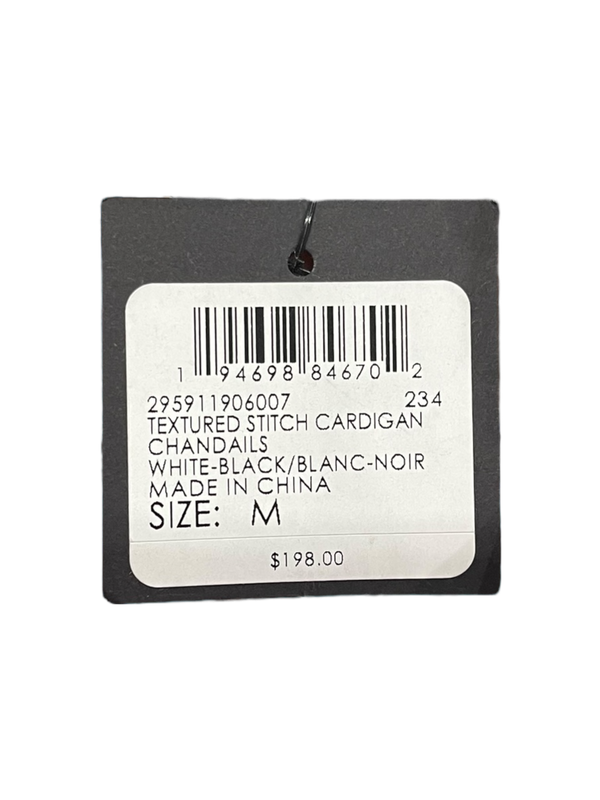 1 94698 84670 2
295911906007 234
TEXTURED STITCH CARDIGAN
CHANDAILS
WHITE-BLACK/BLANC-NOIR
MADE IN CHINA
SIZE: M
$198.00